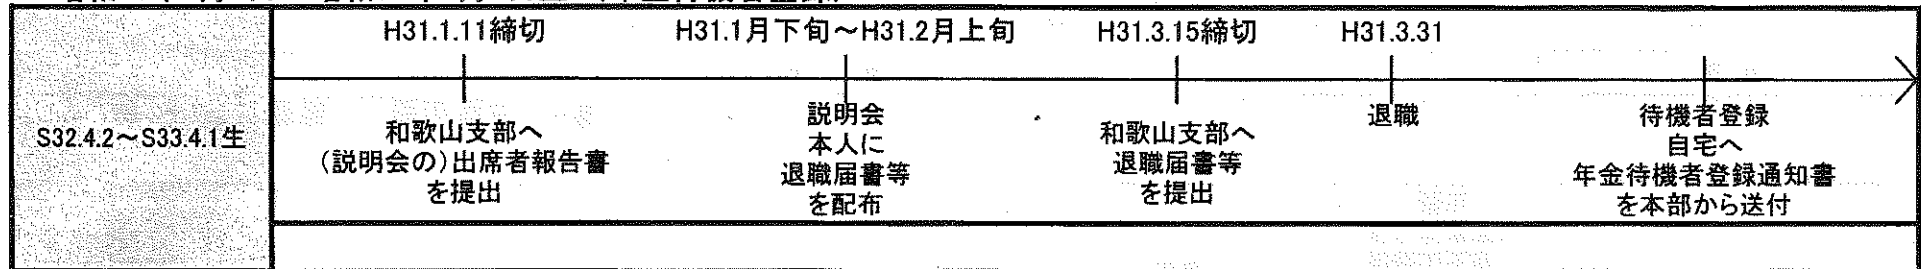 H31.1.11締切
H31.1月下旬～H31.2月上旬
H31.3.15締切
H31.3.31
S32.4.2～S33.4.1生
和歌山支部へ
(説明会の)出席者報告書
を提出
説明会
本人に
退職届書等
を配布
和歌山支部へ
退職届書等
を提出
退職
待機者登録
自宅へ
年金待機者登録通知書
を本部から送付